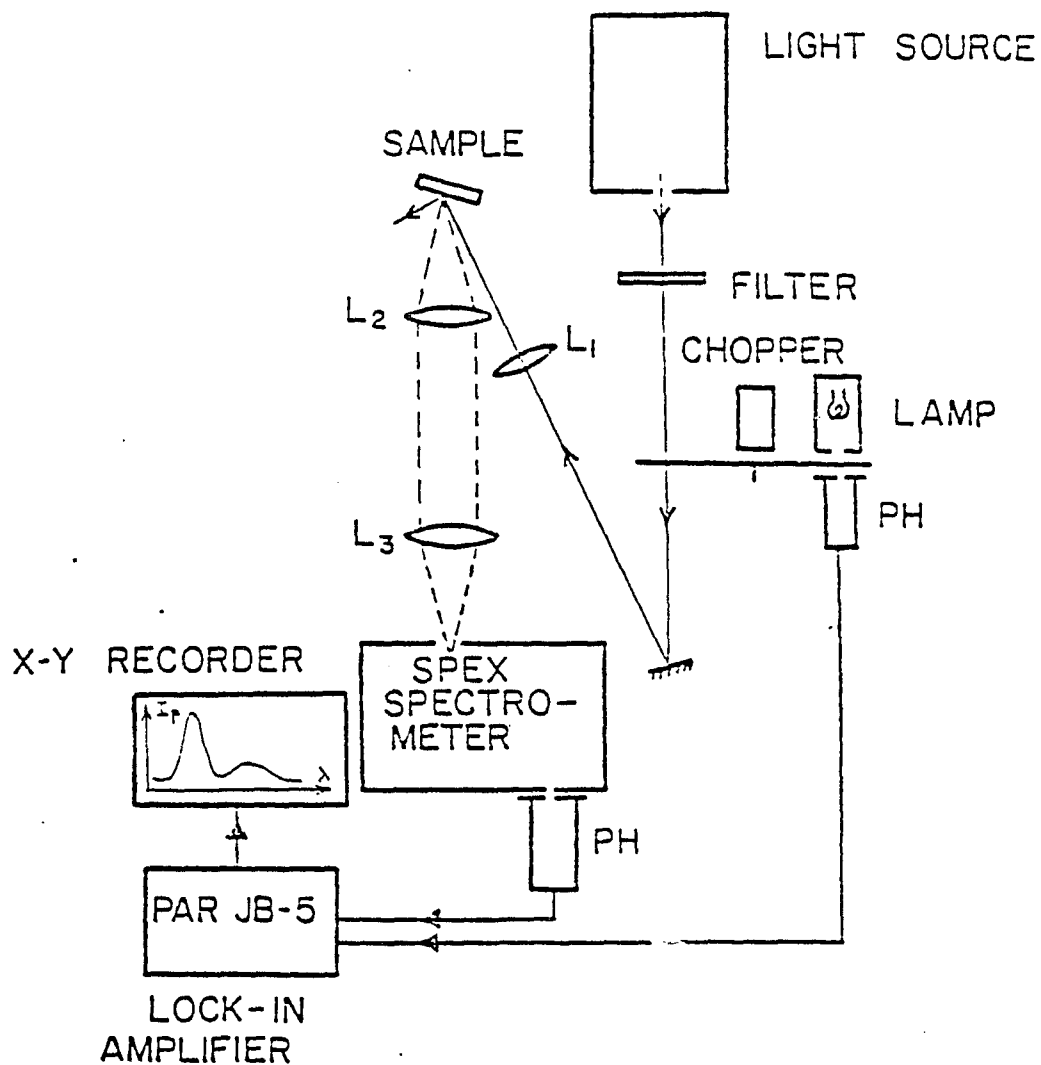 LIGHT SOURCE
SAMPLE
FILTER
L2
L1
CHOPPER
LAMP
L3
PH
X-Y RECORDER
SPEX
SPECTRO-
METER
Ip
λ
PH
PAR JB-5
LOCK-IN
AMPLIFIER